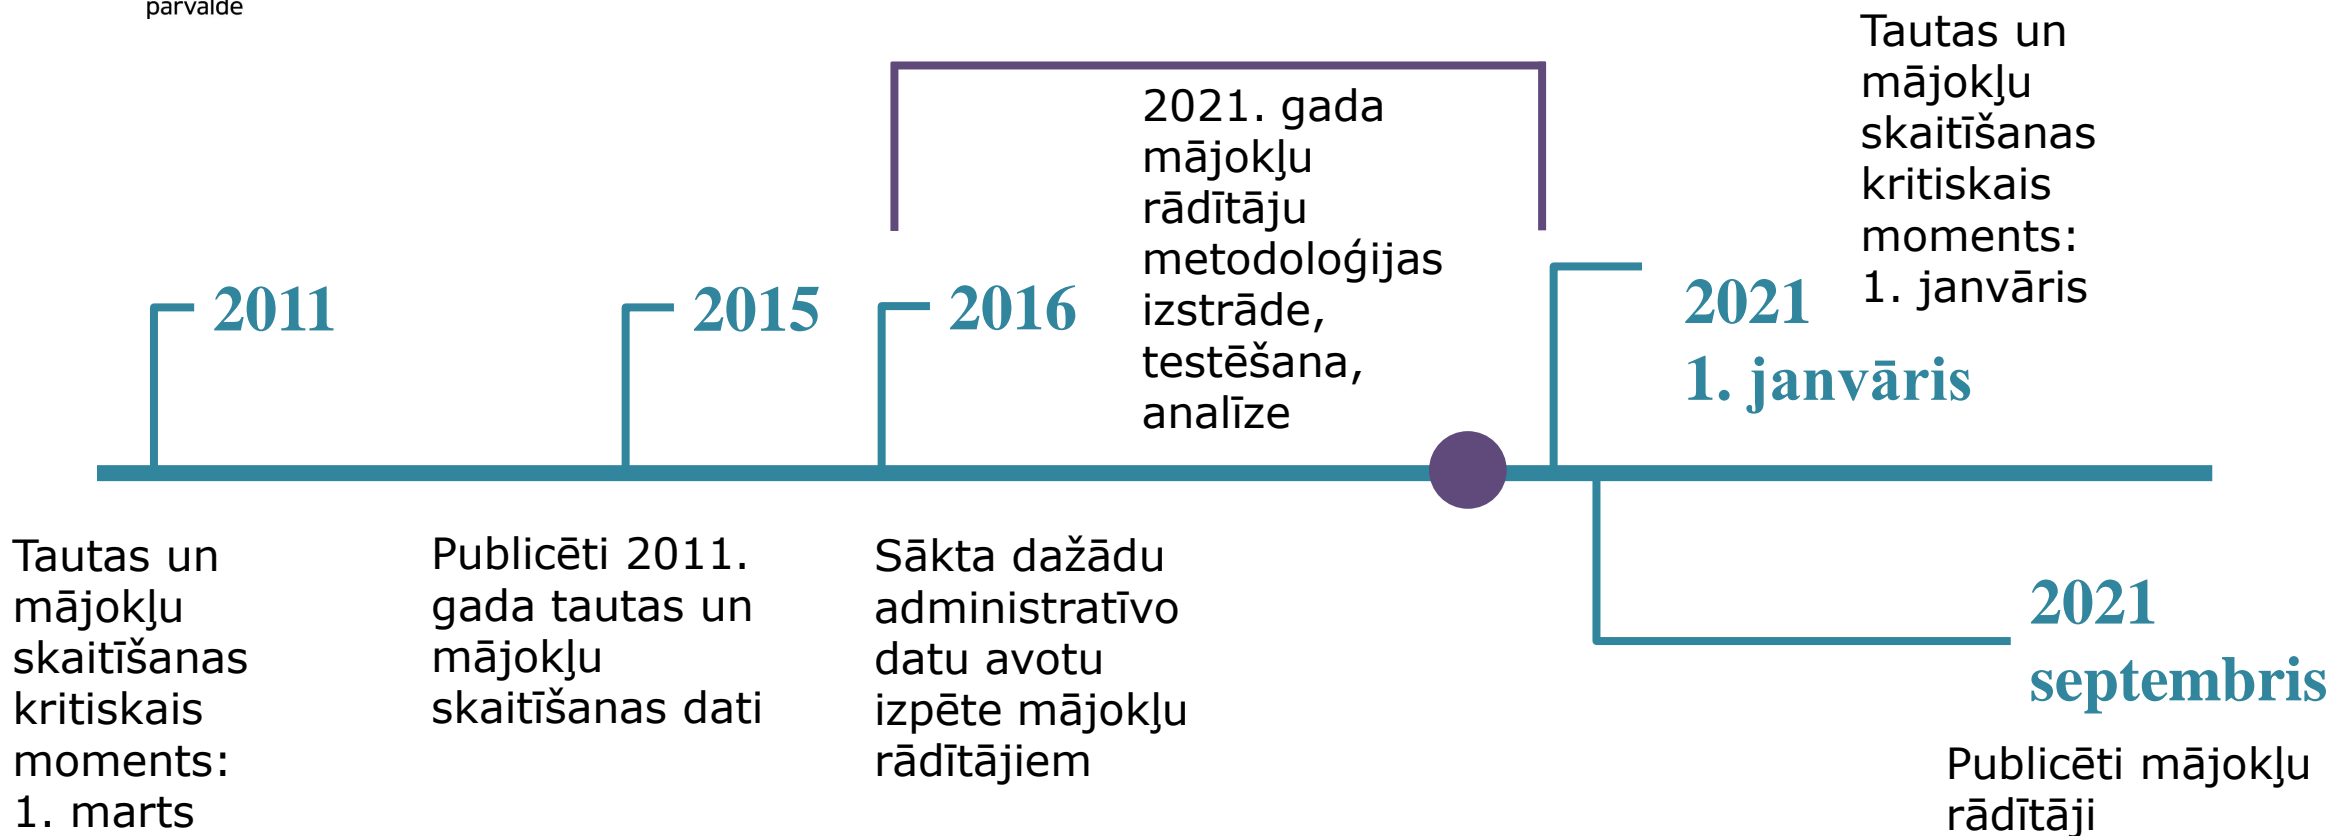 pārvalde
2011
Tautas un
mājokļu
skaitīšanas
kritiskais
moments:
1. marts
2015
Publicēti 2011.
gada tautas un
mājokļu
skaitīšanas dati
2016
Sākta dažādu
administratīvo
datu avotu
izpēte mājokļu
rādītājiem
2021. gada
mājokļu
rādītāju
metodoloģijas
izstrāde,
testēšana,
analīze
2021
1. janvāris
Tautas un
mājokļu
skaitīšanas
kritiskais
moments:
1. janvāris
2021
septembris
Publicēti mājokļu
rādītāji